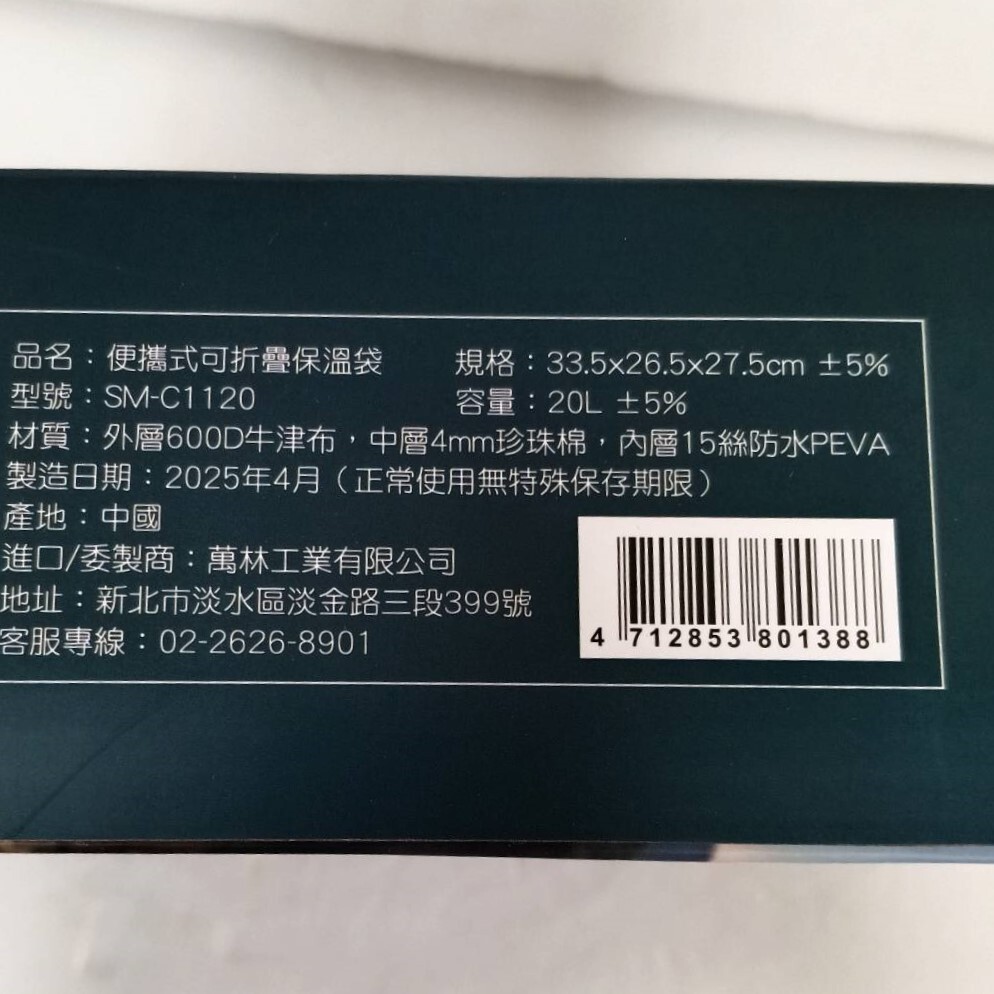 品名：便攜式可折疊保溫袋 規格：33.5x26.5x27.5cm ±5%
型號：SM-C1120 容量：20L ±5%
材質：外層600D牛津布，中層4mm珍珠棉，內層15絲防水PEVA
製造日期：2025年4月（正常使用無特殊保存期限）
產地：中國
進口/委製商：萬林工業有限公司
地址：新北市淡水區淡金路三段399號
客服專線：02-2626-8901
4 712853 801388